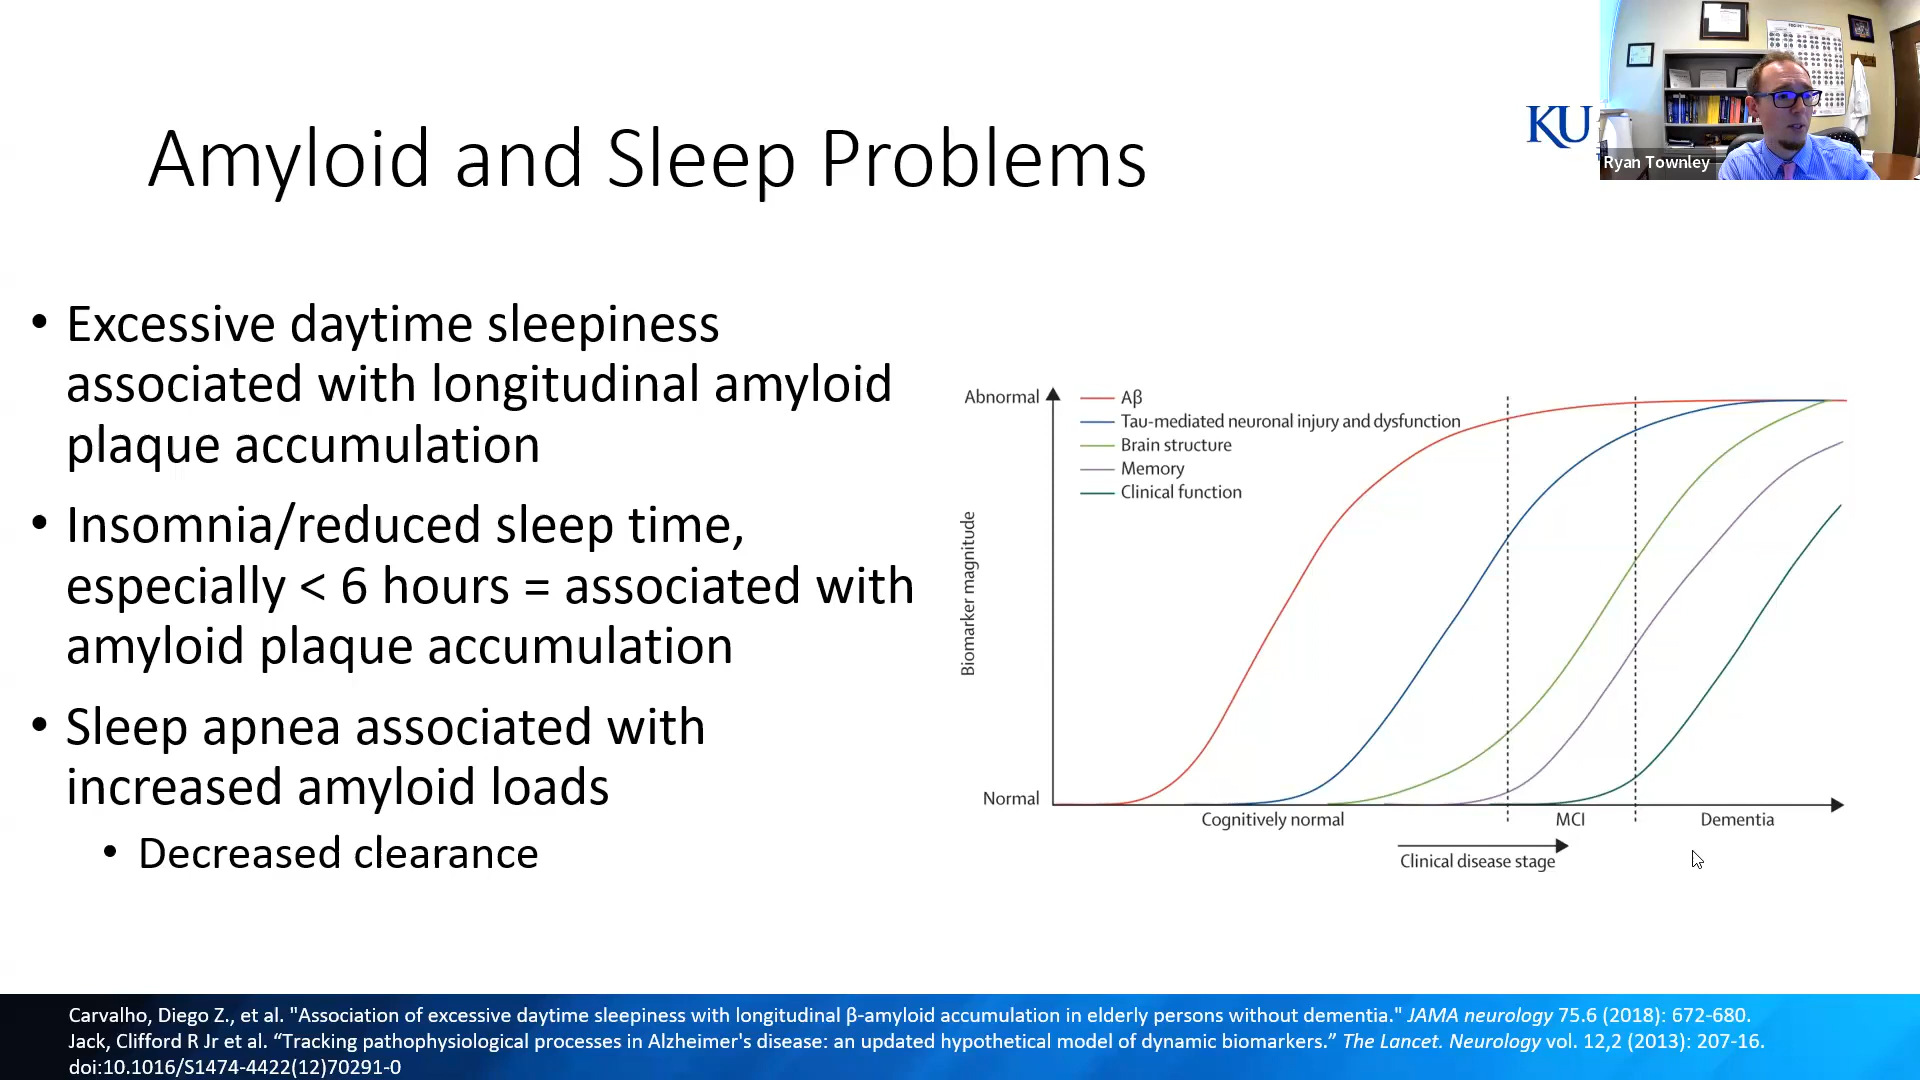 Amyloid and Sleep Problems
KU
Ryan Townley
• Excessive daytime sleepiness
associated with longitudinal amyloid
plaque accumulation
• Insomnia/reduced sleep time,
especially < 6 hours = associated with
amyloid plaque accumulation
• Sleep apnea associated with
increased amyloid loads
• Decreased clearance
Abnormal
Aβ
Tau-mediated neuronal injury and dysfunction
Brain structure
Memory
Clinical function
Biomarker magnitude
Normal
Cognitively normal
MCI
Dementia
Clinical disease stage
Carvalho, Diego Z., et al. "Association of excessive daytime sleepiness with longitudinal β-amyloid accumulation in elderly persons without dementia." JAMA neurology 75.6 (2018): 672-680.
Jack, Clifford R Jr et al. “Tracking pathophysiological processes in Alzheimer's disease: an updated hypothetical model of dynamic biomarkers.” The Lancet. Neurology vol. 12,2 (2013): 207-16.
doi:10.1016/S1474-4422(12)70291-0